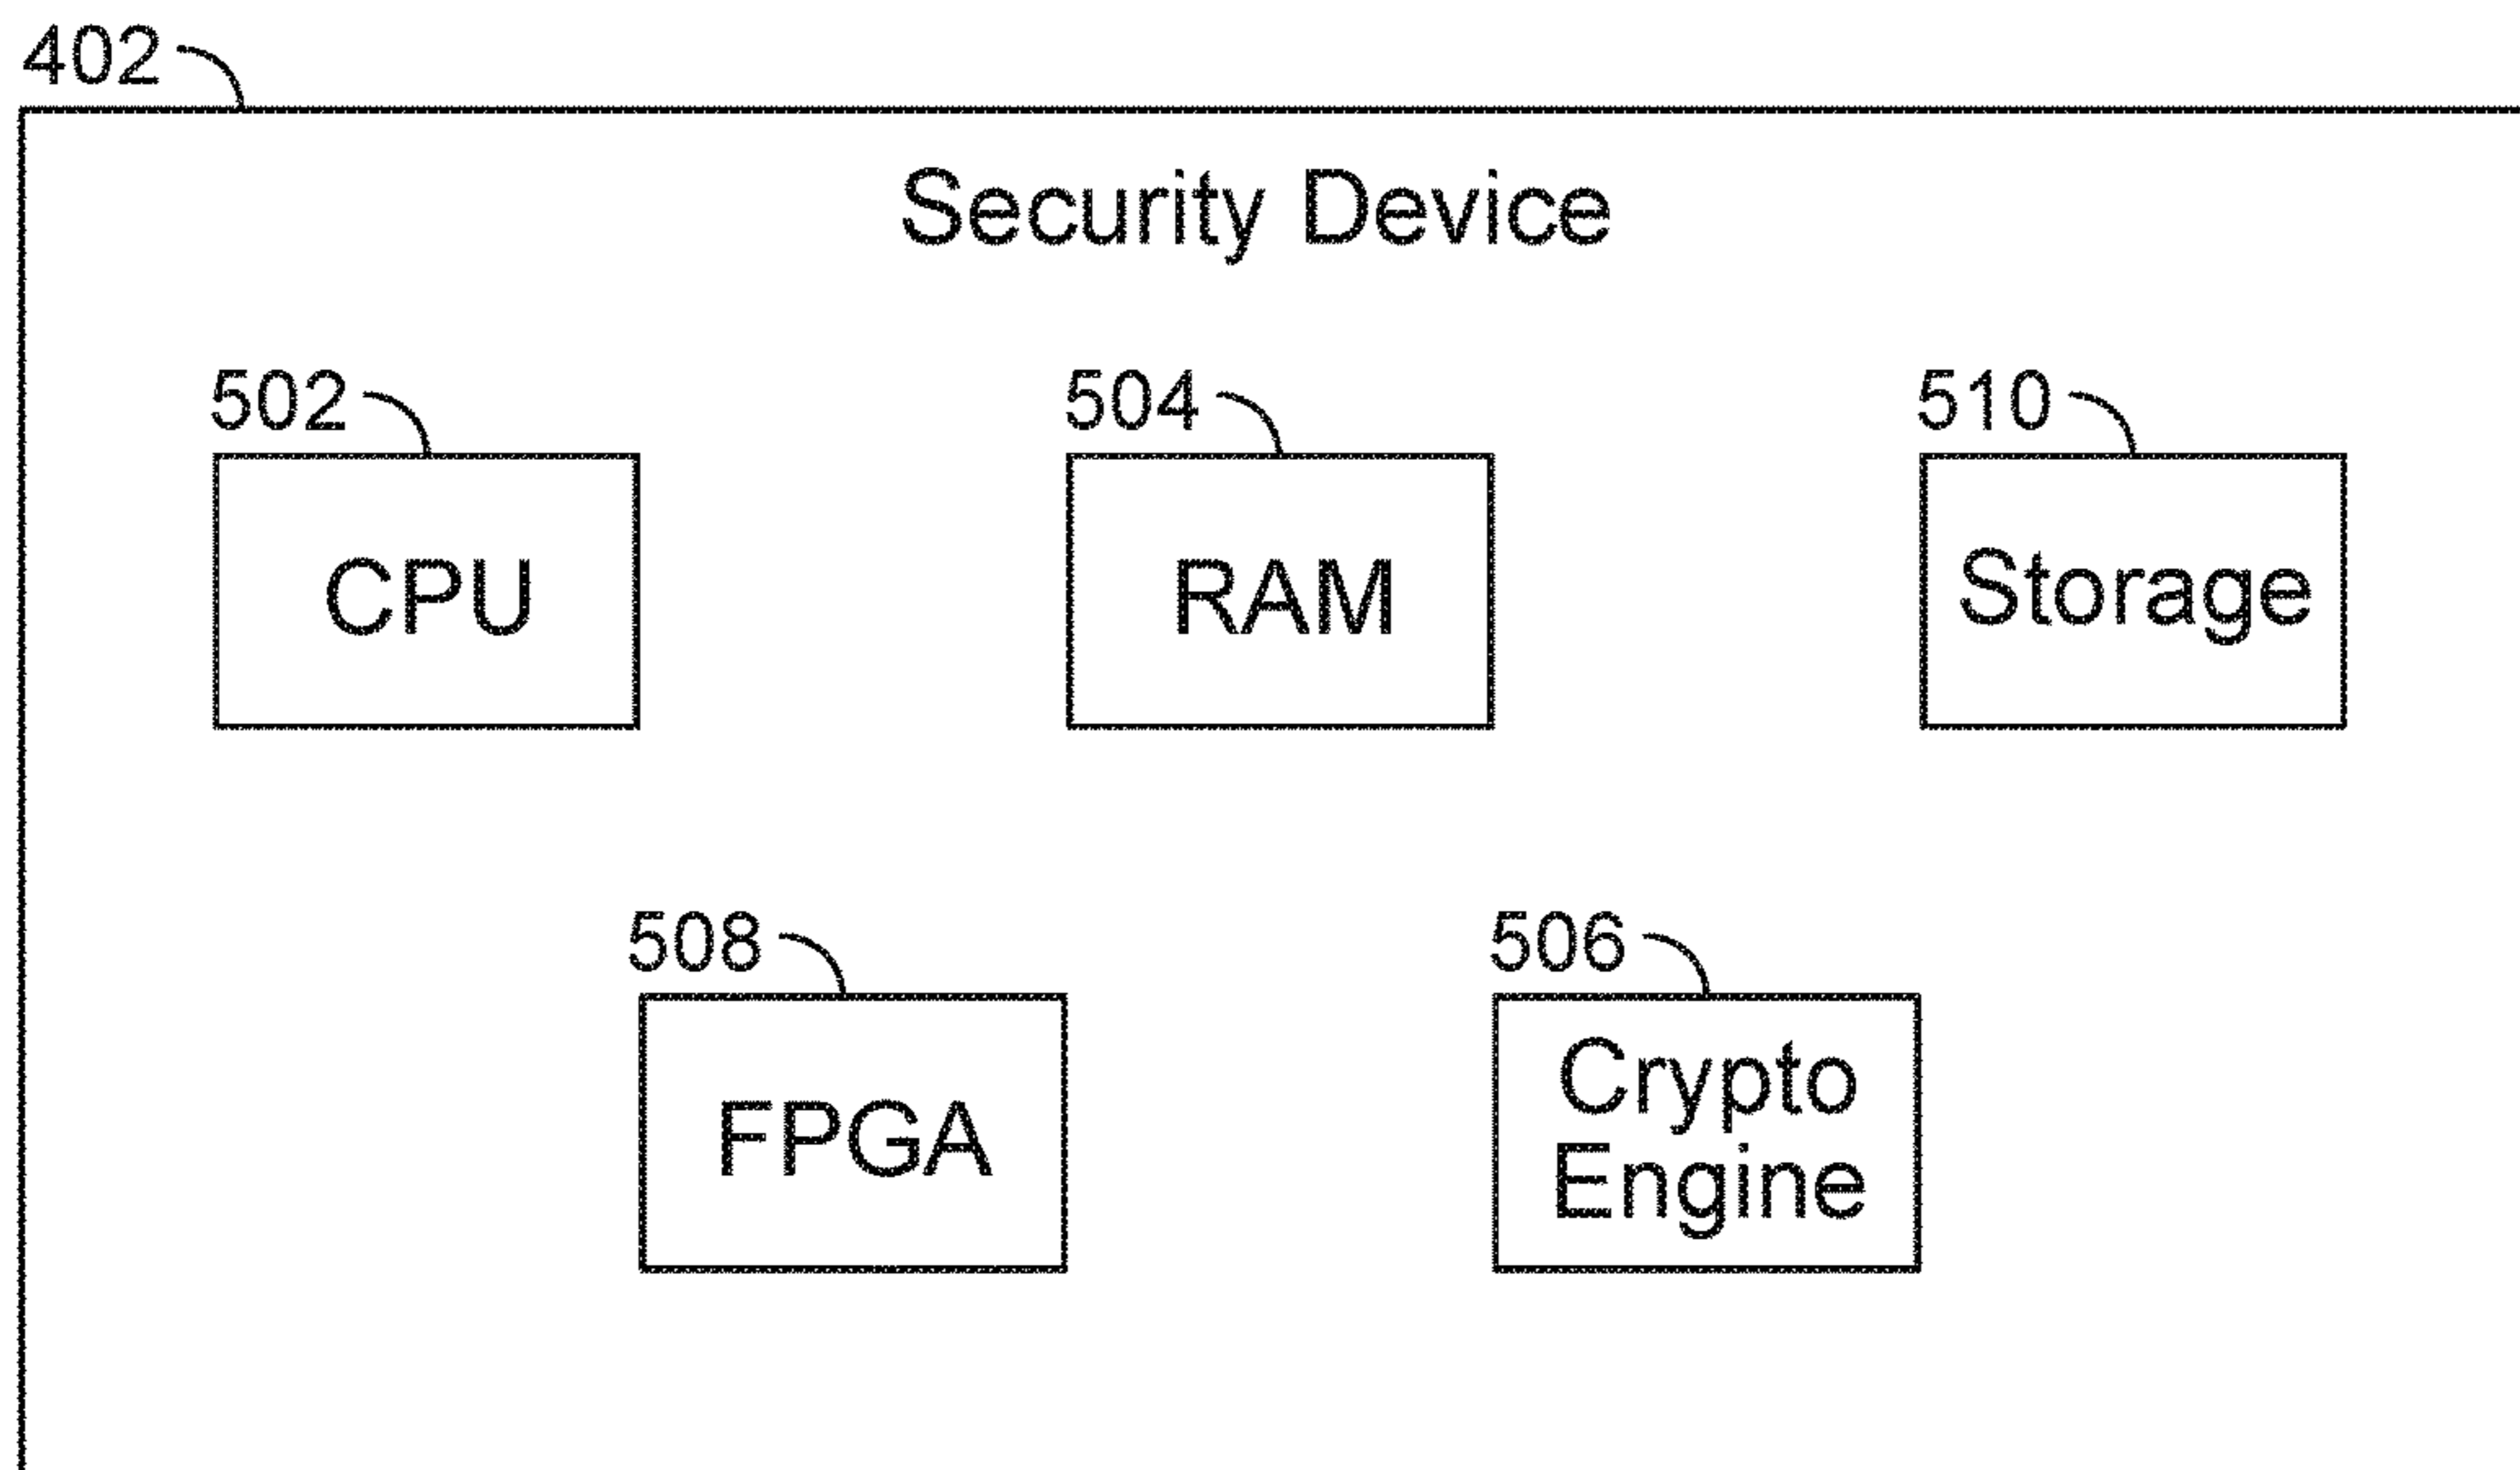 402
Security Device
502
504
510
CPU
RAM
Storage
508
506
FPGA
Crypto
Engine